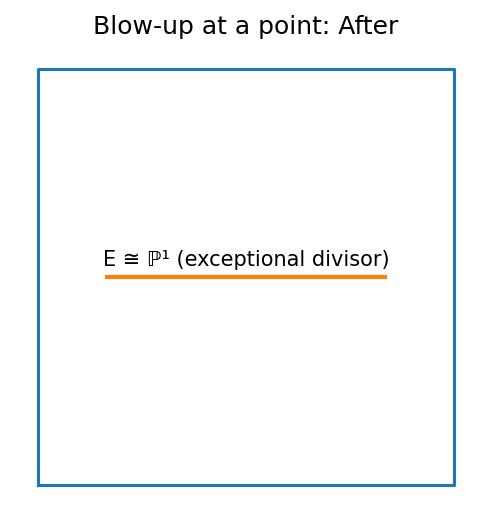 Blow-up at a point: After
E ≅ ℙ¹ (exceptional divisor)